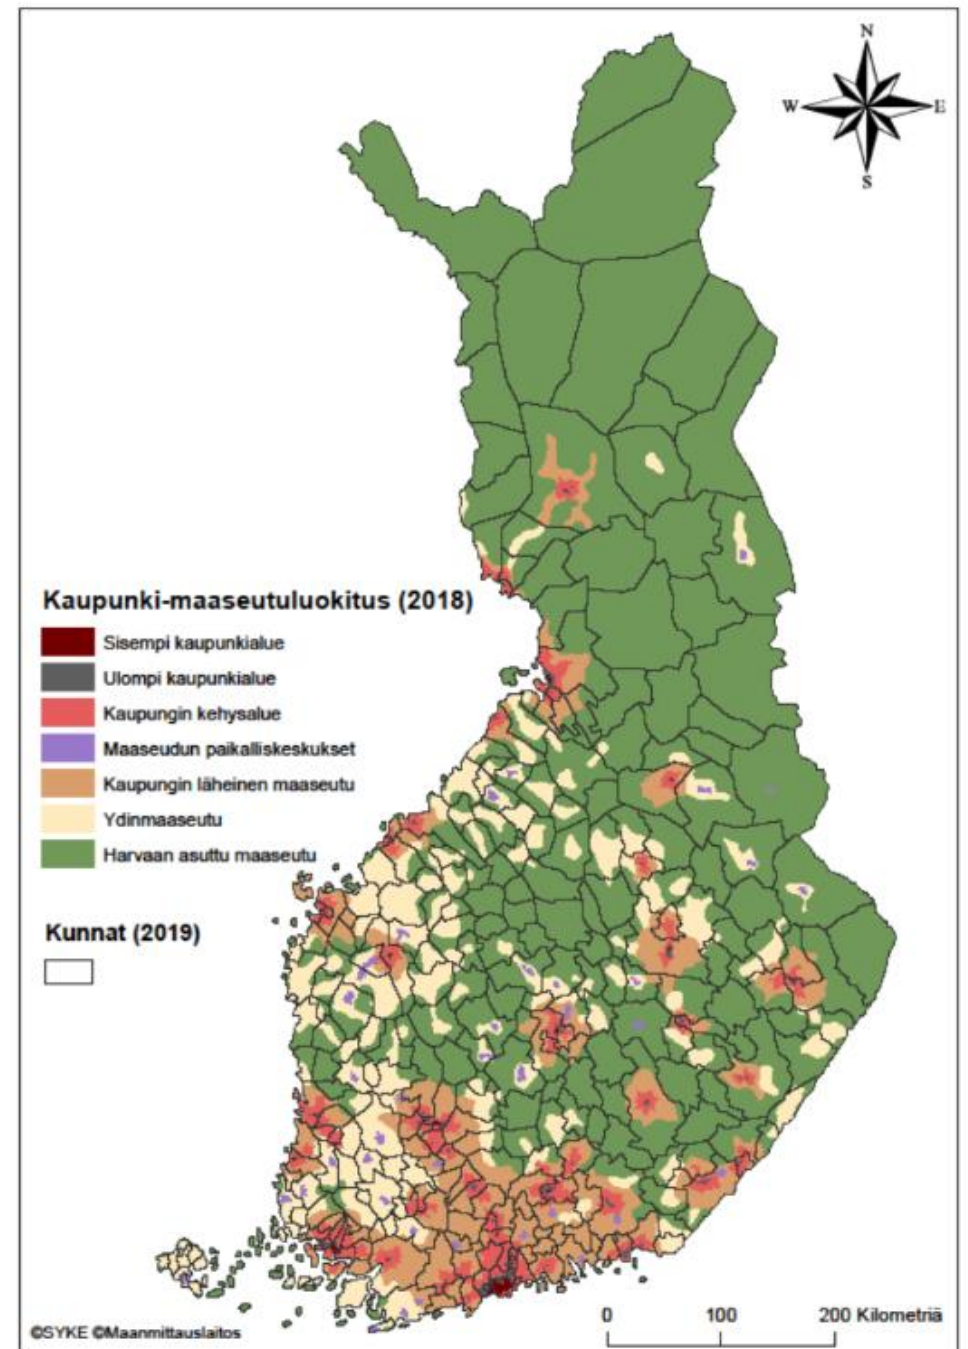 N
W E
S
Kaupunki-maaseutuluokitus (2018)
Sisempi kaupunkialue
Ulompi kaupunkialue
Kaupungin kehysalue
Maaseudun paikalliskeskukset
Kaupungin läheinen maaseutu
Ydinmaaseutu
Harvaan asuttu maaseutu
Kunnat (2019)
0 100 200 Kilometriä
©SYKE ©Maanmittauslaitos